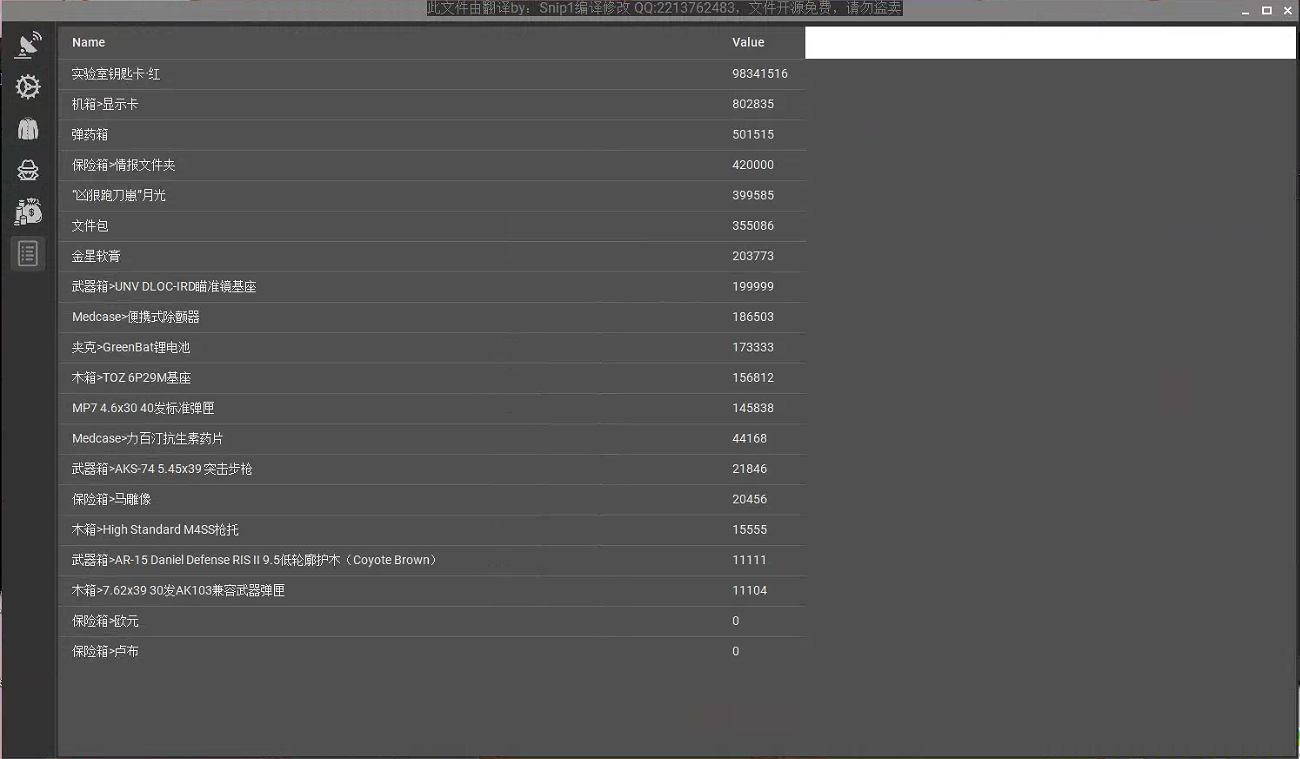 此文件由翻译by：Snip1编译修改 QQ:2213762483，文件开源免费，请勿盗卖
Name Value
实验室钥匙卡·红 98341516
机箱>显示卡 802835
弹药箱 501515
保险箱>情报文件夹 420000
"凶狠跑刀崽"月光 399585
文件包 355086
金星软膏 203773
武器箱>UNV DLOC-IRD瞄准镜基座 199999
Medcase>便携式除颤器 186503
夹克>GreenBat锂电池 173333
木箱>TOZ 6P29M基座 156812
MP7 4.6x30 40发标准弹匣 145838
Medcase>力百汀抗生素药片 44168
武器箱>AKS-74 5.45x39 突击步枪 21846
保险箱>马雕像 20456
木箱>High Standard M4SS枪托 15555
武器箱>AR-15 Daniel Defense RIS II 9.5低轮廓护木（Coyote Brown） 11111
木箱>7.62x39 30发AK103兼容武器弹匣 11104
保险箱>欧元 0
保险箱>卢布 0